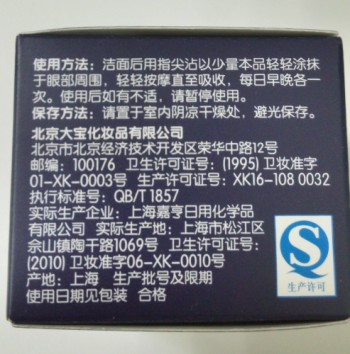 使用方法：洁面后用指尖沾以少量本品轻轻涂抹
于眼部周围，轻轻按摩直至吸收，每日早晚各一
次。使用后如有不适，请暂停使用。
保存方法：请置于室内阴凉干燥处，避光保存。
北京大宝化妆品有限公司
北京市北京经济技术开发区荣华中路12号
邮编：100176 卫生许可证号：(1995) 卫妆准字
01-XK-0003号 生产许可证号：XK16-108 0032
执行标准号：QB/T 1857
实际生产企业：上海嘉亨日用化学品
有限公司 实际生产地：上海市松江区
佘山镇陶干路1069号 卫生许可证号：
(2010) 卫妆准字06-XK-0010号
产地：上海 生产批号及限期
使用日期见包装 合格
生产许可